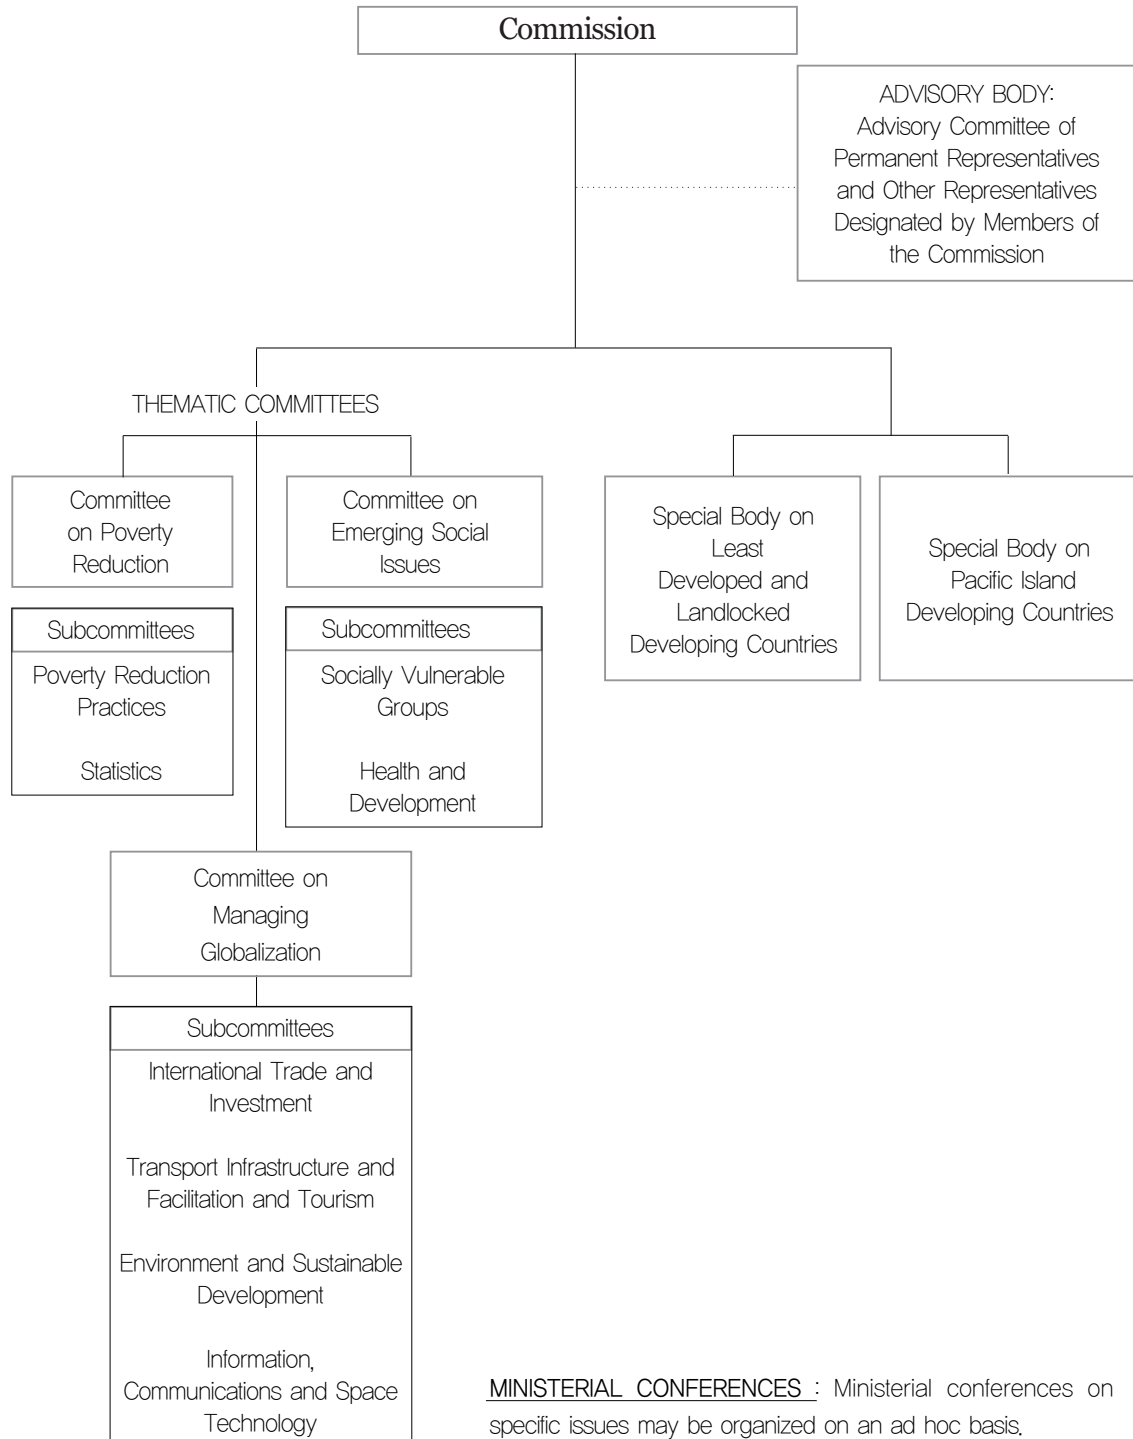 Commission
ADVISORY BODY:
Advisory Committee of
Permanent Representatives
and Other Representatives
Designated by Members of
the Commission
THEMATIC COMMITTEES
Committee
on Poverty
Reduction
Subcommittees
Poverty Reduction
Practices
Statistics
Committee on
Emerging Social
Issues
Subcommittees
Socially Vulnerable
Groups
Health and
Development
Special Body on
Least
Developed and
Landlocked
Developing Countries
Special Body on
Pacific Island
Developing Countries
Committee on
Managing
Globalization
Subcommittees
International Trade and
Investment
Transport Infrastructure and
Facilitation and Tourism
Environment and Sustainable
Development
Information,
Communications and Space
Technology
MINISTERIAL CONFERENCES : Ministerial conferences on
specific issues may be organized on an ad hoc basis.